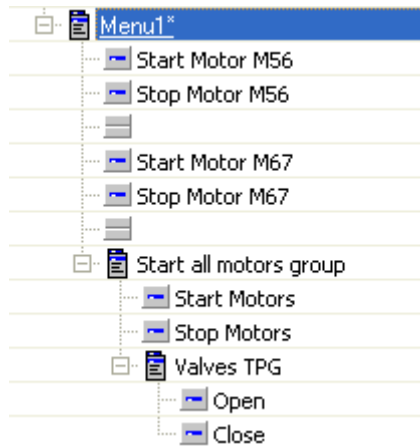 Menu1*
Start Motor M56
Stop Motor M56
Start Motor M67
Stop Motor M67
Start all motors group
Start Motors
Stop Motors
Valves TPG
Open
Close